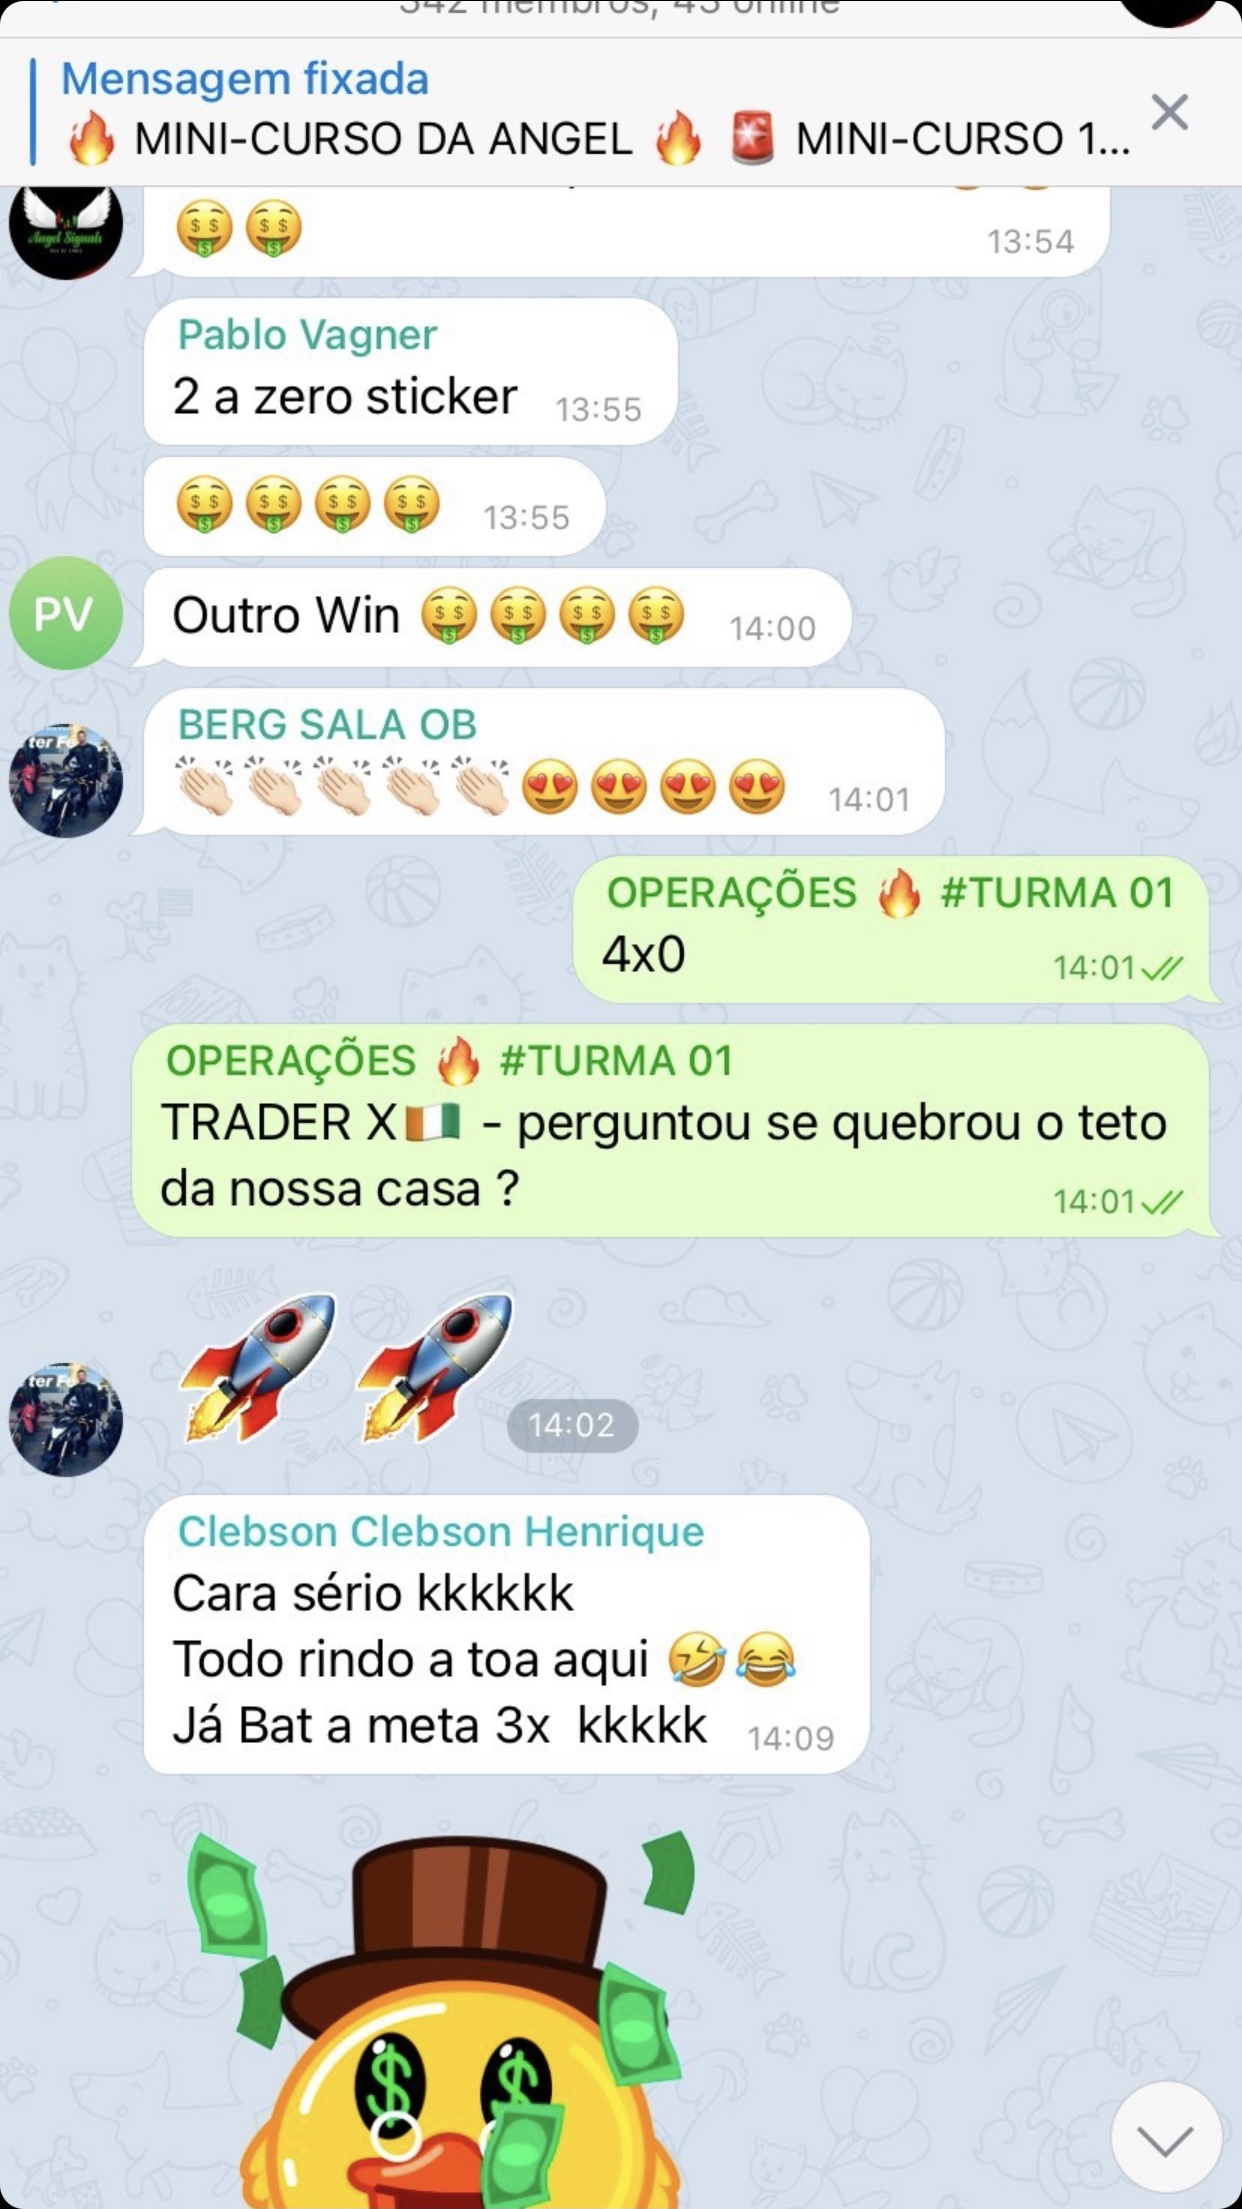 342 membros, 43 online
Mensagem fixada
🔥 MINI-CURSO DA ANGEL 🔥 🚨 MINI-CURSO 1...
Angel Signals
🤑🤑 13:54
Pablo Vagner
2 a zero sticker 13:55
🤑🤑🤑🤑 13:55
PV
Outro Win 🤑🤑🤑🤑 14:00
BERG SALA OB
👏🏻👏🏻👏🏻👏🏻👏🏻😍😍😍😍 14:01
OPERAÇÕES 🔥 #TURMA 01
4x0 14:01
OPERAÇÕES 🔥 #TURMA 01
TRADER X🇨🇮 - perguntou se quebrou o teto
da nossa casa ? 14:01
🚀🚀 14:02
Clebson Clebson Henrique
Cara sério kkkkkk
Todo rindo a toa aqui 🤣😂
Já Bat a meta 3x  kkkkk 14:09